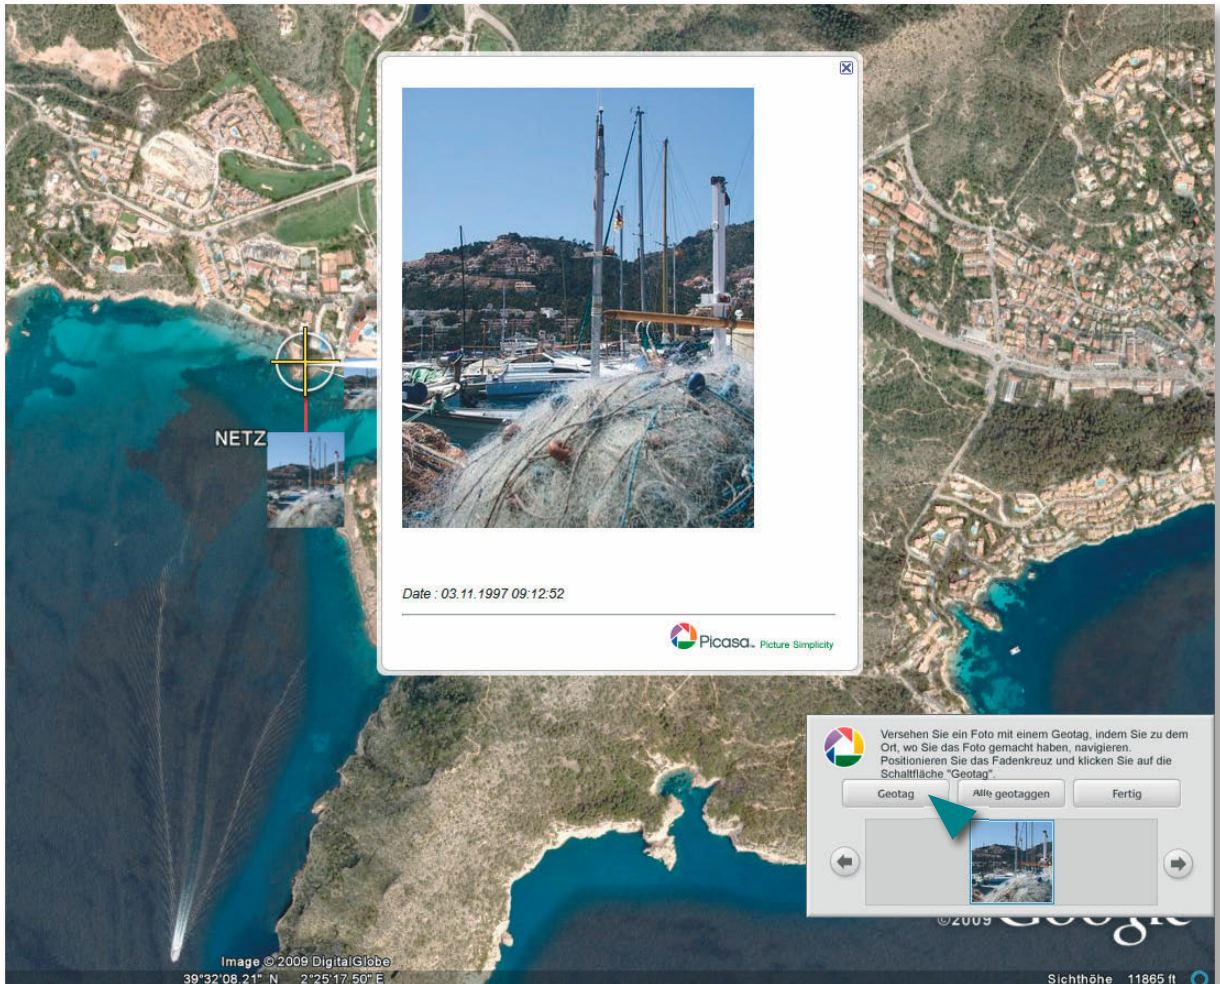 NETZ
Date : 03.11.1997 09:12:52
Picasa™ Picture Simplicity
Versehen Sie ein Foto mit einem Geotag, indem Sie zu dem
Ort, wo Sie das Foto gemacht haben, navigieren.
Positionieren Sie das Fadenkreuz und klicken Sie auf die
Schaltfläche "Geotag".
Geotag Alle geotaggen Fertig
©2009 Google
Image © 2009 DigitalGlobe
39°32'08.21" N 2°25'17.50" E Sichthöhe 11865 ft